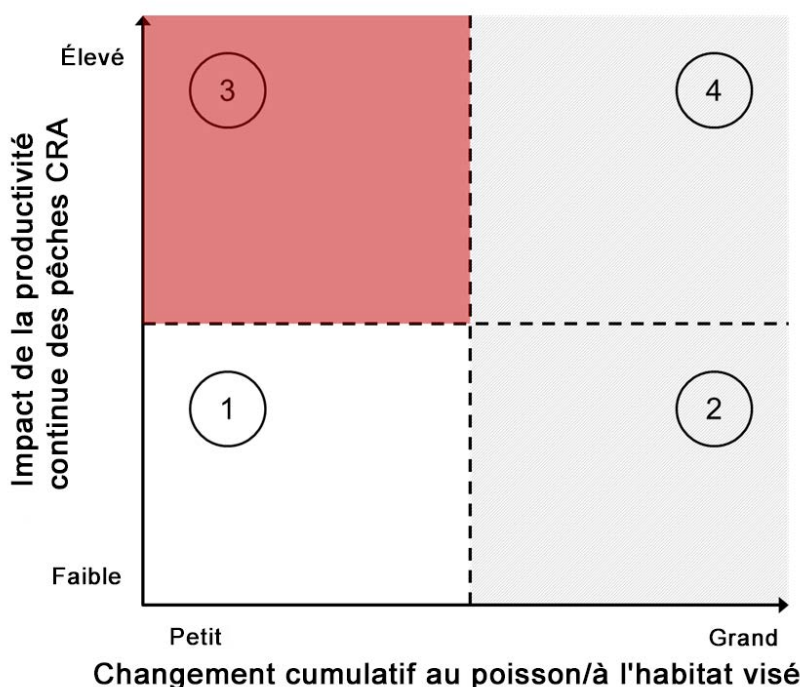 Élevé
3
4
Impact de la productivité
continue des pêches CRA
1
2
Faible
Petit
Grand
Changement cumulatif au poisson/à l'habitat visé